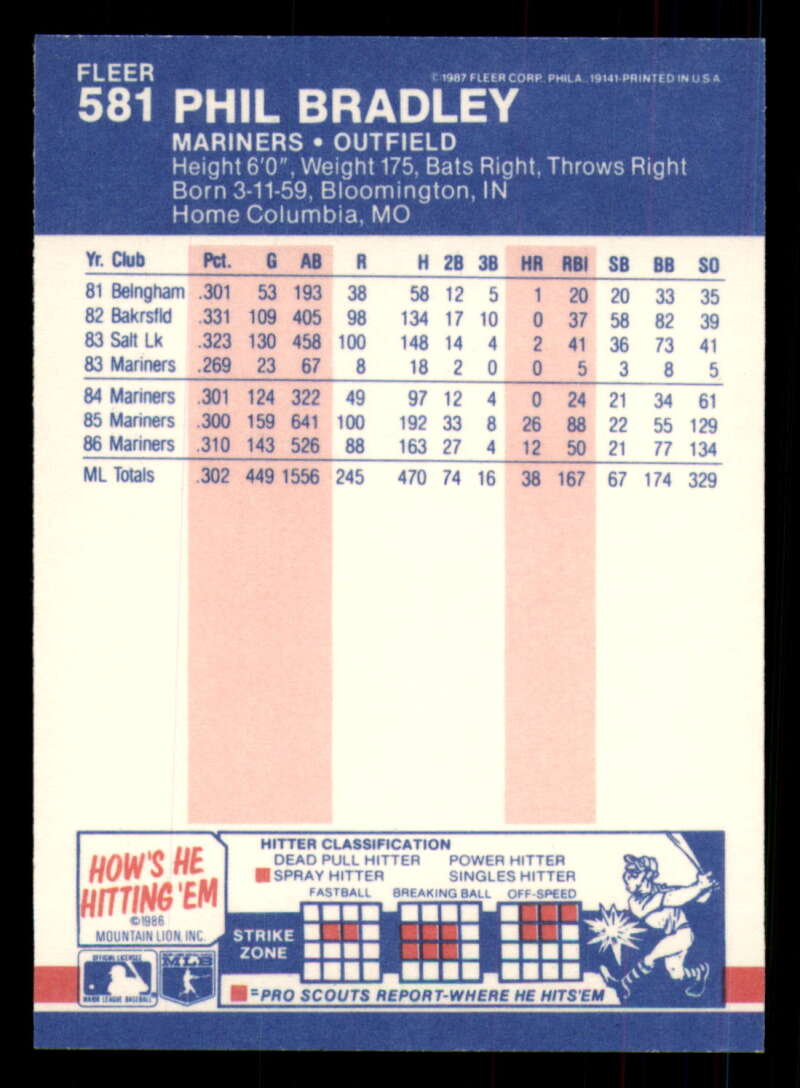 FLEER
© 1987 FLEER CORP. PHILA., 19141-PRINTED IN U.S.A.
581 PHIL BRADLEY
MARINERS • OUTFIELD
Height 6'0", Weight 175, Bats Right, Throws Right
Born 3-11-59, Bloomington, IN
Home Columbia, MO
Yr. Club Pct. G AB R H 2B 3B HR RBI SB BB SO
81 Belngham .301 53 193 38 58 12 5 1 20 20 33 35
82 Bakrsfld .331 109 405 98 134 17 10 0 37 58 82 39
83 Salt Lk .323 130 458 100 148 14 4 2 41 36 73 41
83 Mariners .269 23 67 8 18 2 0 0 5 3 8 5
84 Mariners .301 124 322 49 97 12 4 0 24 21 34 61
85 Mariners .300 159 641 100 192 33 8 26 88 22 55 129
86 Mariners .310 143 526 88 163 27 4 12 50 21 77 134
ML Totals .302 449 1556 245 470 74 16 38 167 67 174 329
HOW'S HE
HITTING 'EM
©1986
MOUNTAIN LION, INC.
OFFICIAL LICENSEE
MAJOR LEAGUE BASEBALL
MLB
HITTER CLASSIFICATION
DEAD PULL HITTER POWER HITTER
SPRAY HITTER SINGLES HITTER
FASTBALL BREAKING BALL OFF-SPEED
STRIKE
ZONE
=PRO SCOUTS REPORT-WHERE HE HITS'EM